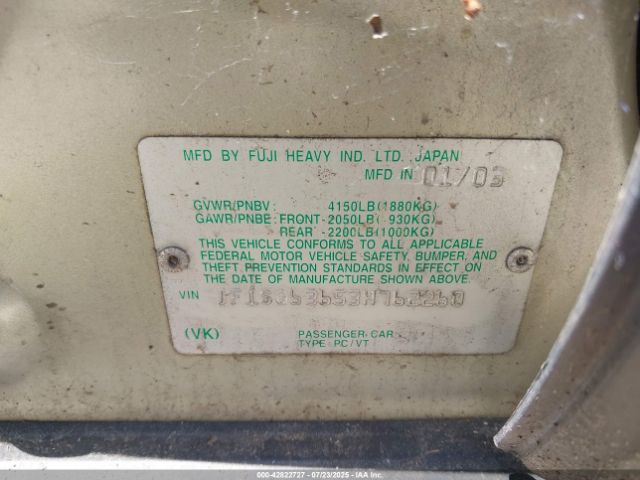 MFD BY FUJI HEAVY IND. LTD. JAPAN
MFD IN 01/03
GVWR/PNBV: 4150LB(1880KG)
GAWR/PNBE: FRONT-2050LB( 930KG)
REAR -2200LB(1000KG)
THIS VEHICLE CONFORMS TO ALL APPLICABLE
FEDERAL MOTOR VEHICLE SAFETY, BUMPER, AND
THEFT PREVENTION STANDARDS IN EFFECT ON
THE DATE OF MANUFACTURE SHOWN ABOVE.
VIN
(VK) PASSENGER CAR
TYPE: PC/VT
000-42822727 - 07/23/2025 - IAAI